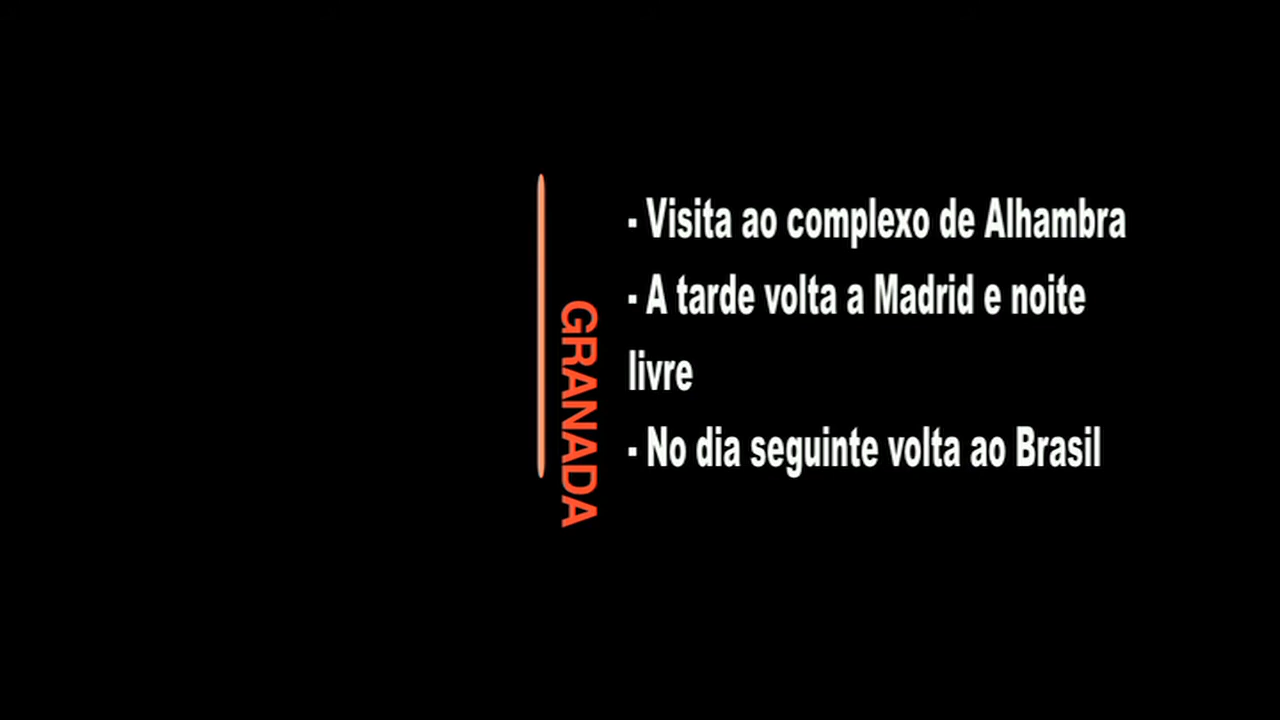 GRANADA
- Visita ao complexo de Alhambra
- A tarde volta a Madrid e noite
livre
- No dia seguinte volta ao Brasil